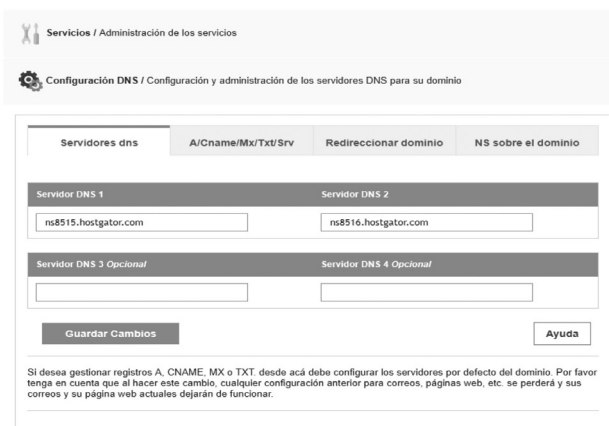 Servicios / Administración de los servicios
Configuración DNS / Configuración y administración de los servidores DNS para su dominio
Servidores dns A/Cname/Mx/Txt/Srv Redireccionar dominio NS sobre el dominio
Servidor DNS 1 Servidor DNS 2
ns8515.hostgator.com ns8516.hostgator.com
Servidor DNS 3 Opcional Servidor DNS 4 Opcional
Guardar Cambios Ayuda
Si desea gestionar registros A, CNAME, MX o TXT. desde acá debe configurar los servidores por defecto del dominio. Por favor
tenga en cuenta que al hacer este cambio, cualquier configuración anterior para correos, páginas web, etc. se perderá y sus
correos y su página web actuales dejarán de funcionar.